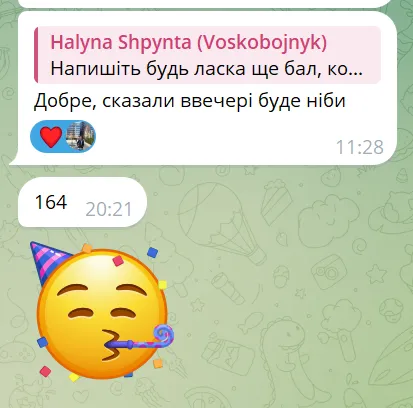 Halyna Shpynta (Voskobojnyk)
Напишіть будь ласка ще бал, ко...
Добре, сказали ввечері буде ніби
11:28
164 20:21